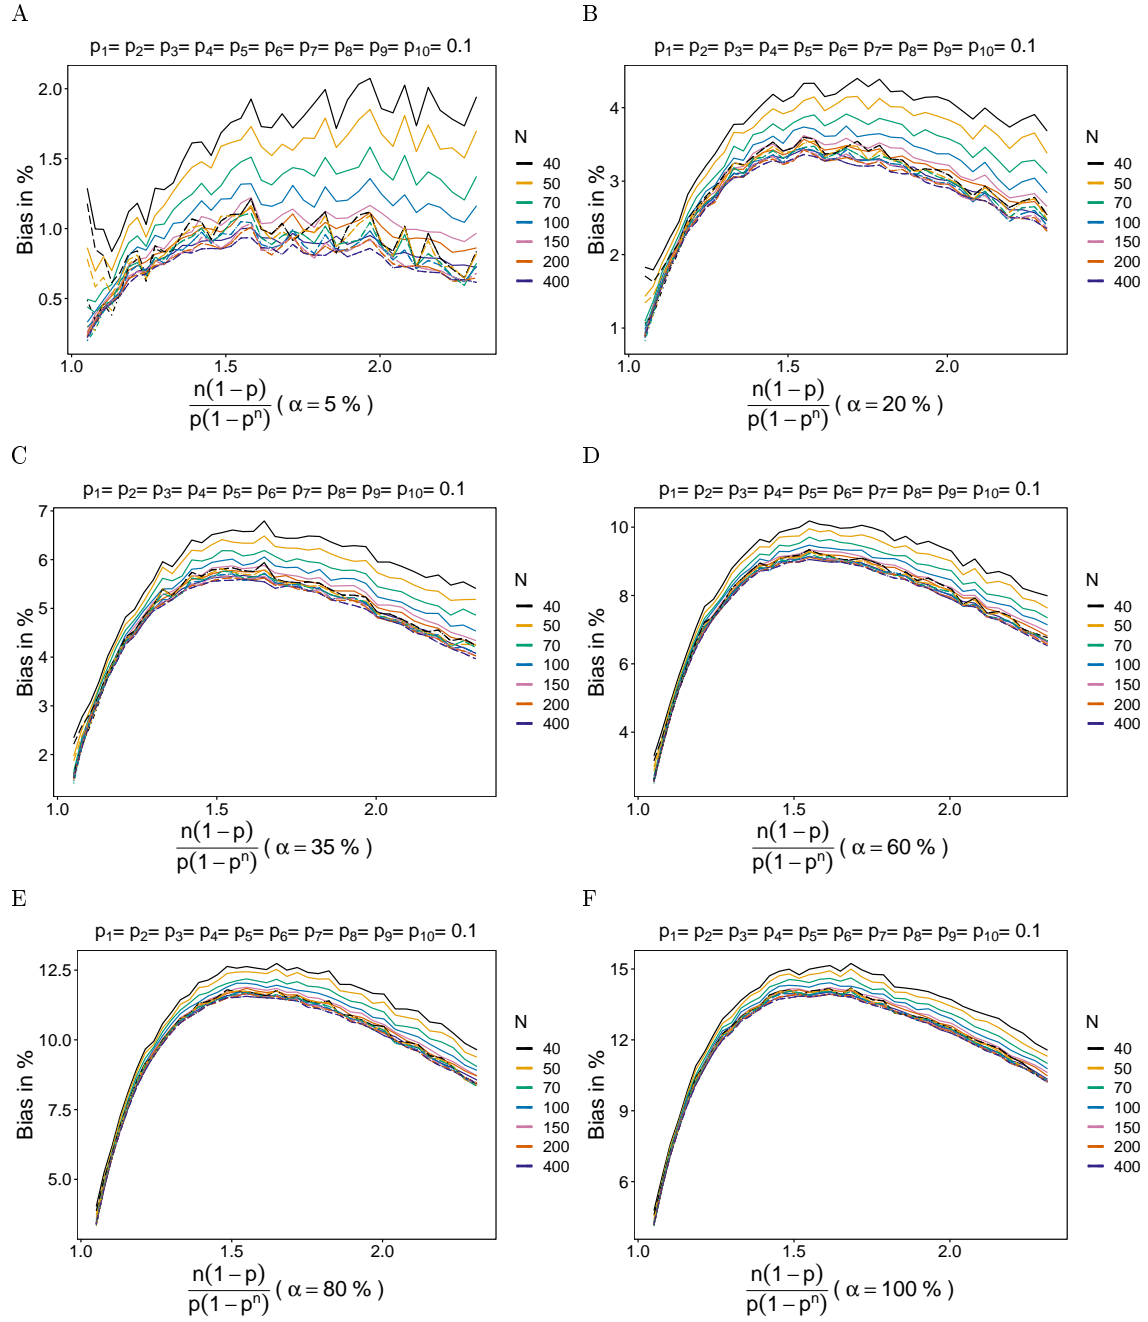 A
p₁= p₂= p₃= p₄= p₅= p₆= p₇= p₈= p₉= p₁₀= 0.1
Bias in %
2.0
1.5
1.0
0.5
1.0 1.5 2.0
n(1−p)
p(1−pⁿ) ( α = 5 % )
N
40
50
70
100
150
200
400
B
p₁= p₂= p₃= p₄= p₅= p₆= p₇= p₈= p₉= p₁₀= 0.1
Bias in %
4
3
2
1
1.0 1.5 2.0
n(1−p)
p(1−pⁿ) ( α = 20 % )
N
40
50
70
100
150
200
400
C
p₁= p₂= p₃= p₄= p₅= p₆= p₇= p₈= p₉= p₁₀= 0.1
Bias in %
7
6
5
4
3
2
1.0 1.5 2.0
n(1−p)
p(1−pⁿ) ( α = 35 % )
N
40
50
70
100
150
200
400
D
p₁= p₂= p₃= p₄= p₅= p₆= p₇= p₈= p₉= p₁₀= 0.1
Bias in %
10
8
6
4
1.0 1.5 2.0
n(1−p)
p(1−pⁿ) ( α = 60 % )
N
40
50
70
100
150
200
400
E
p₁= p₂= p₃= p₄= p₅= p₆= p₇= p₈= p₉= p₁₀= 0.1
Bias in %
12.5
10.0
7.5
5.0
1.0 1.5 2.0
n(1−p)
p(1−pⁿ) ( α = 80 % )
N
40
50
70
100
150
200
400
F
p₁= p₂= p₃= p₄= p₅= p₆= p₇= p₈= p₉= p₁₀= 0.1
Bias in %
15
12
9
6
1.0 1.5 2.0
n(1−p)
p(1−pⁿ) ( α = 100 % )
N
40
50
70
100
150
200
400